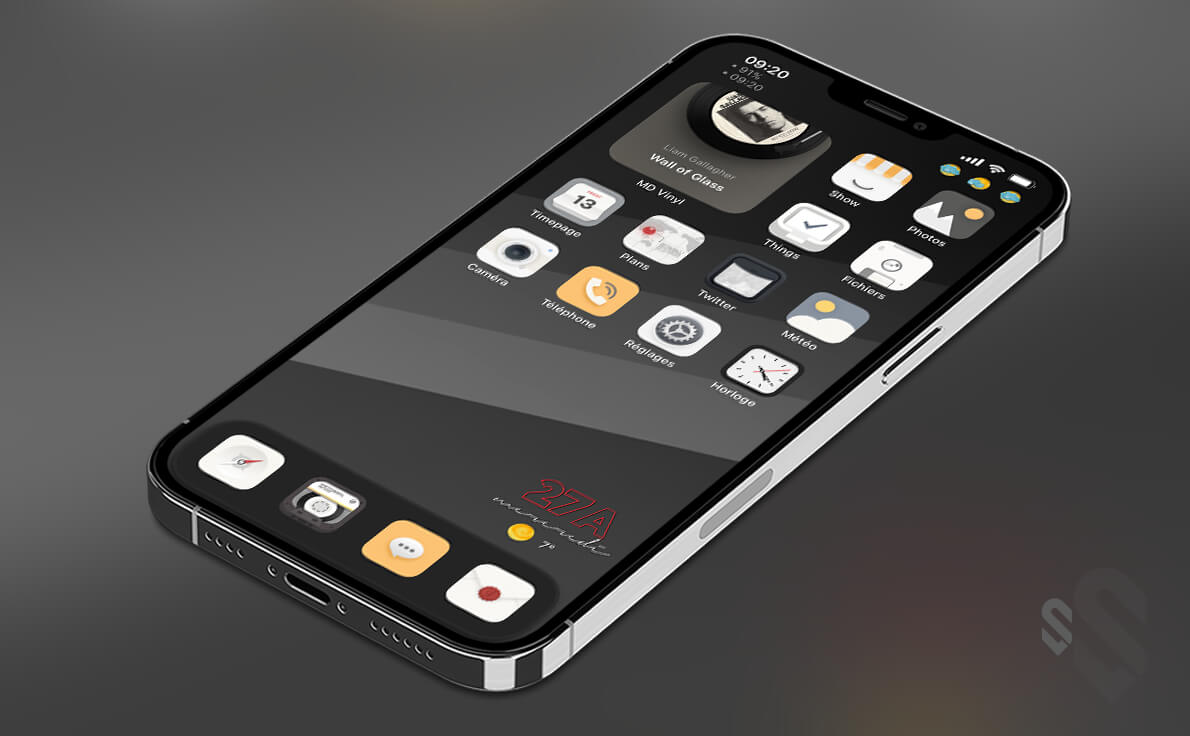 09:20
• 91%
• 09:20
Liam Gallagher
Wall of Glass
MD Vinyl
Show
Photos
13
Timepage
Plans
Things
Fichiers
Caméra
Téléphone
Twitter
Météo
Réglages
Horloge
27A
mercredi
7°